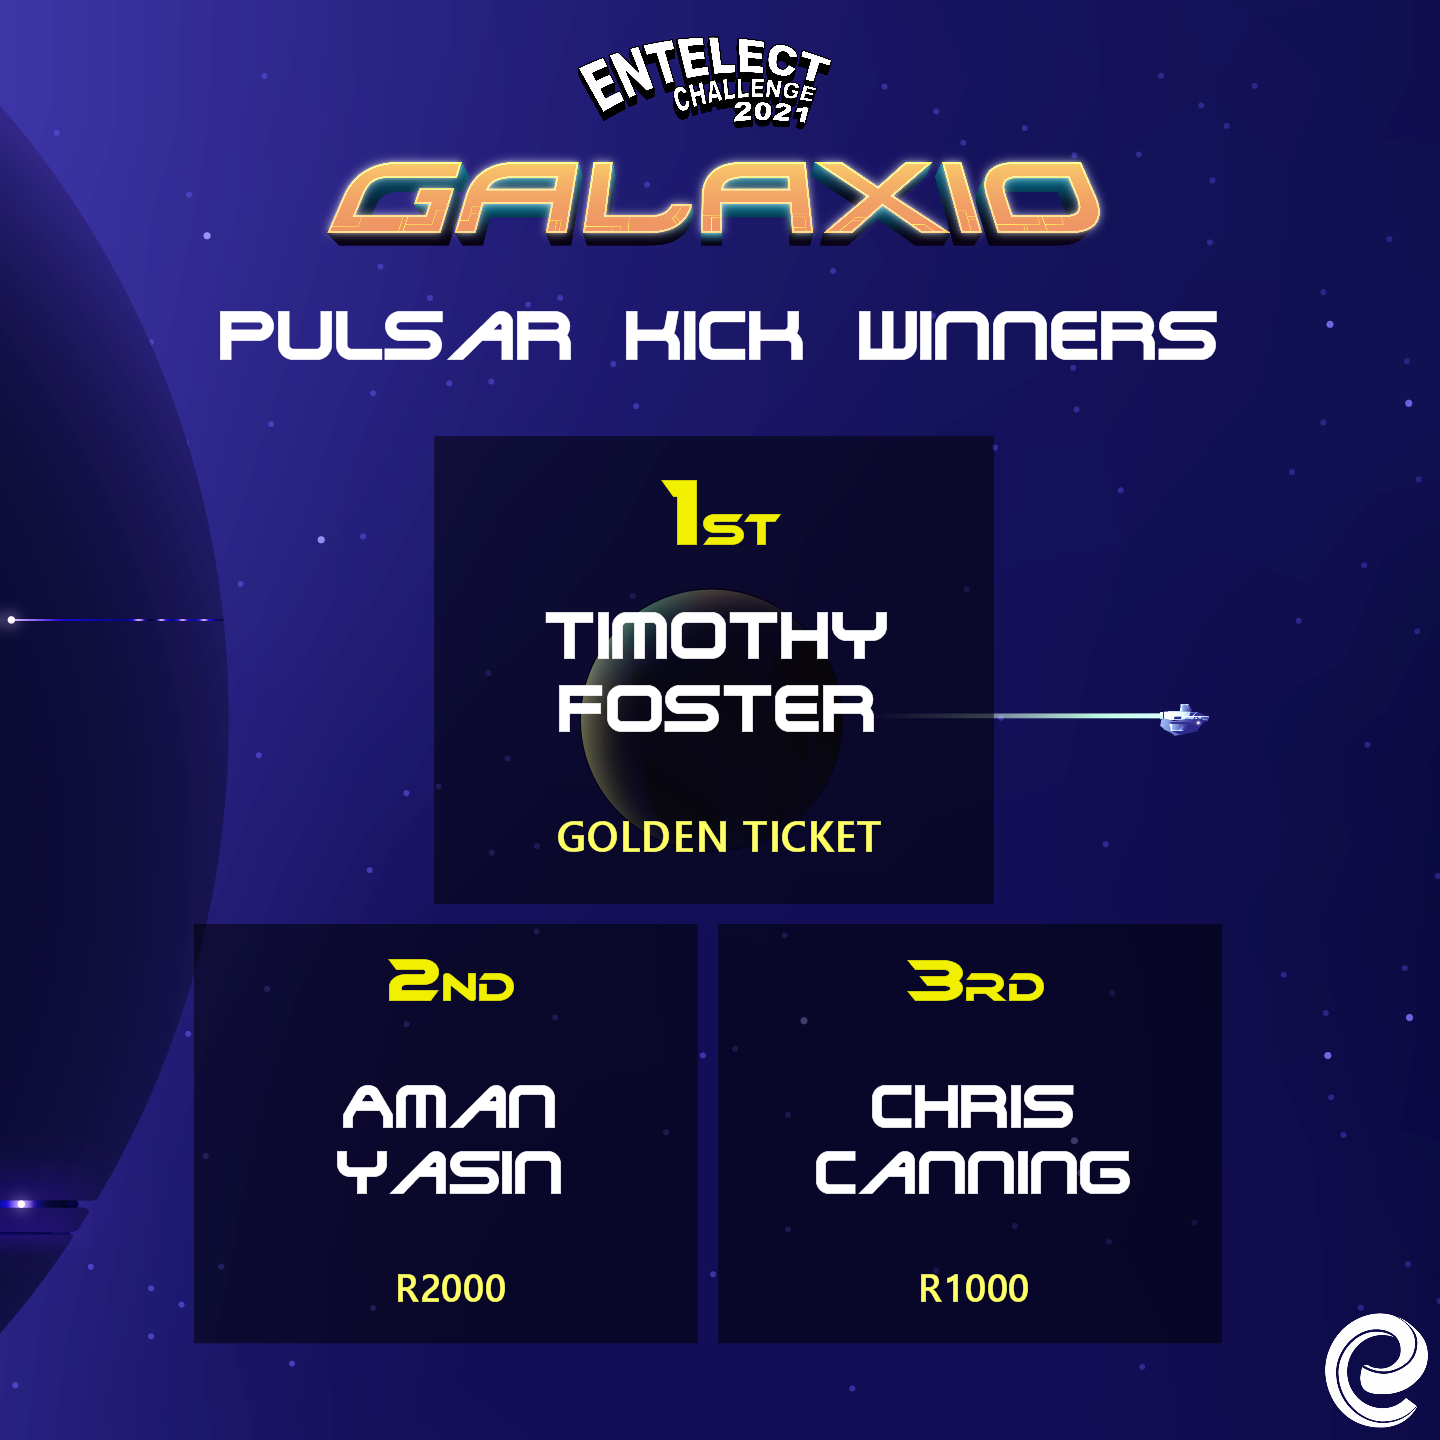 ENTELECT
CHALLENGE
2021
GALAXIO
PULSAR KICK WINNERS
1ST
TIMOTHY
FOSTER
GOLDEN TICKET
2ND
AMAN
YASIN
R2000
3RD
CHRIS
CANNING
R1000